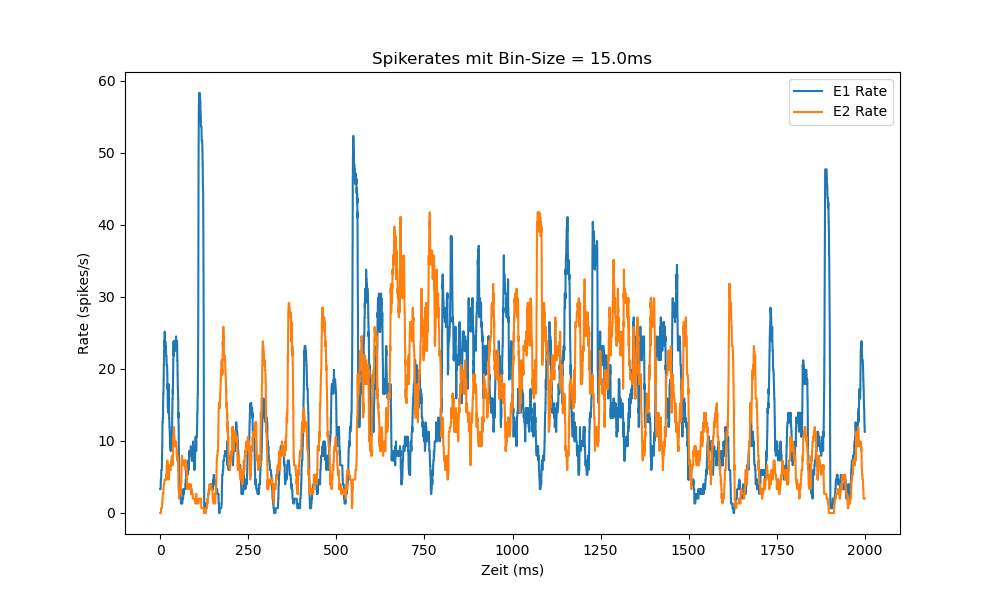 Spikerates mit Bin-Size = 15.0ms
E1 Rate
E2 Rate
Rate (spikes/s)
60
50
40
30
20
10
0
0 250 500 750 1000 1250 1500 1750 2000
Zeit (ms)